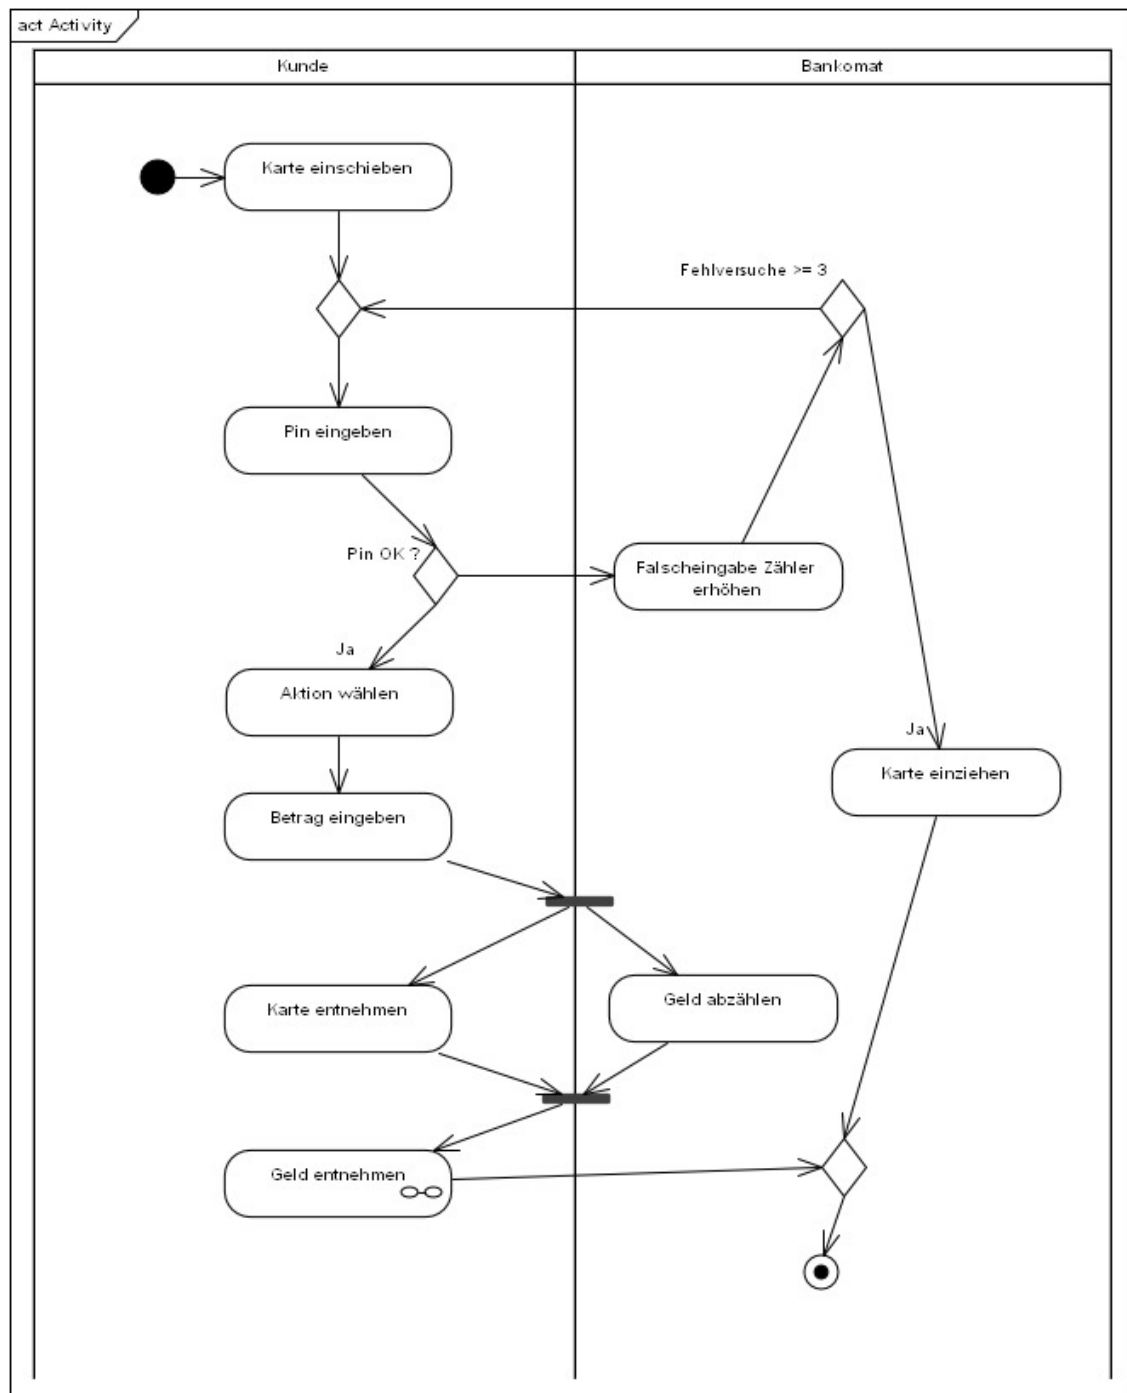 act Activity
Kunde
Bankomat
Karte einschieben
Fehlversuche >= 3
Pin eingeben
Pin OK ?
Falscheingabe Zähler
erhöhen
Ja
Aktion wählen
Ja
Karte einziehen
Betrag eingeben
Karte entnehmen
Geld abzählen
Geld entnehmen